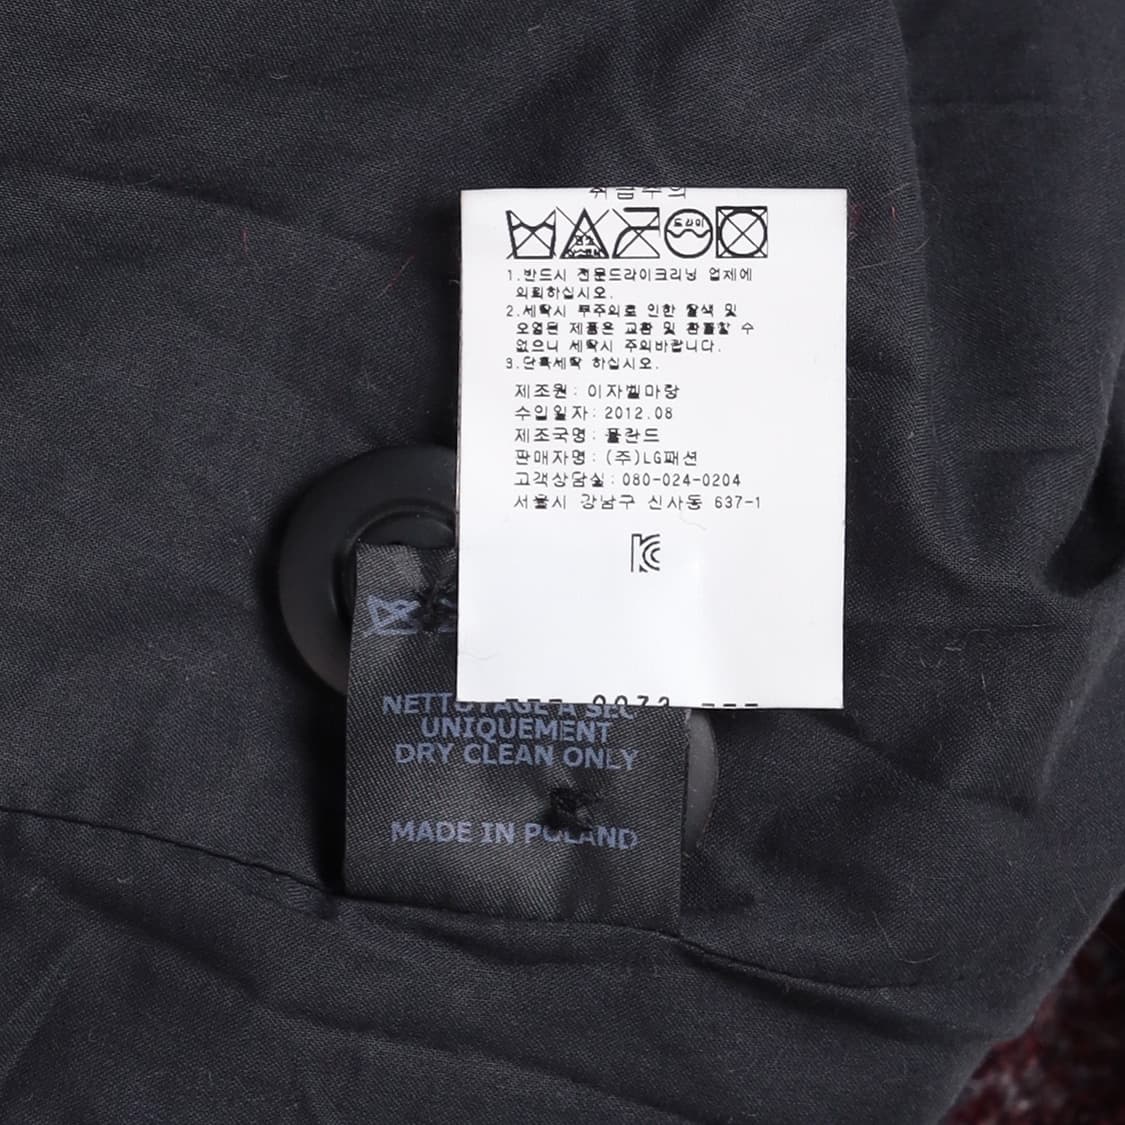 취급주의
드라이
1.반드시 전문드라이크리닝 업체에
의뢰하십시오.
2.세탁시 부주의로 인한 탈색 및
오염된 제품은 교환 및 환불할 수
없으니 세탁시 주의바랍니다.
3.단독세탁 하십시오.
제조원: 이자벨마랑
수입일자: 2012.08
제조국명: 폴란드
판매자명: (주)LG패션
고객상담실: 080-024-0204
서울시 강남구 신사동 637-1
KC
NETTOYAGE A SEC
UNIQUEMENT
DRY CLEAN ONLY
MADE IN POLAND